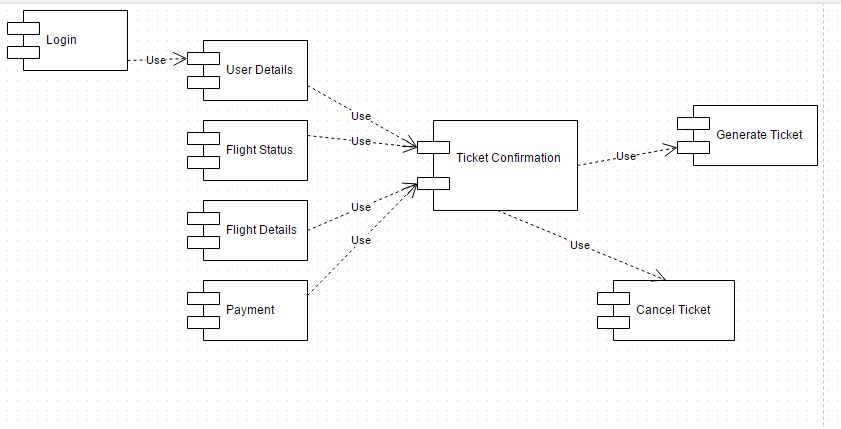 Login
Use
User Details
Use
Flight Status
Use
Ticket Confirmation
Use
Generate Ticket
Flight Details
Use
Use
Use
Payment
Cancel Ticket